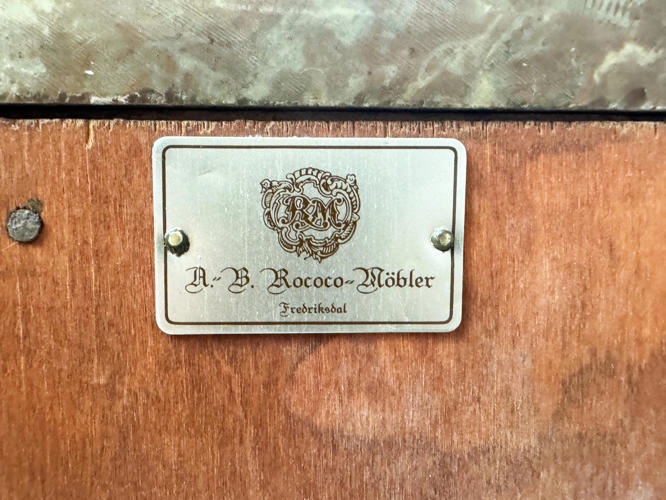 RM
A.-B. Rococo-Möbler
Fredriksdal